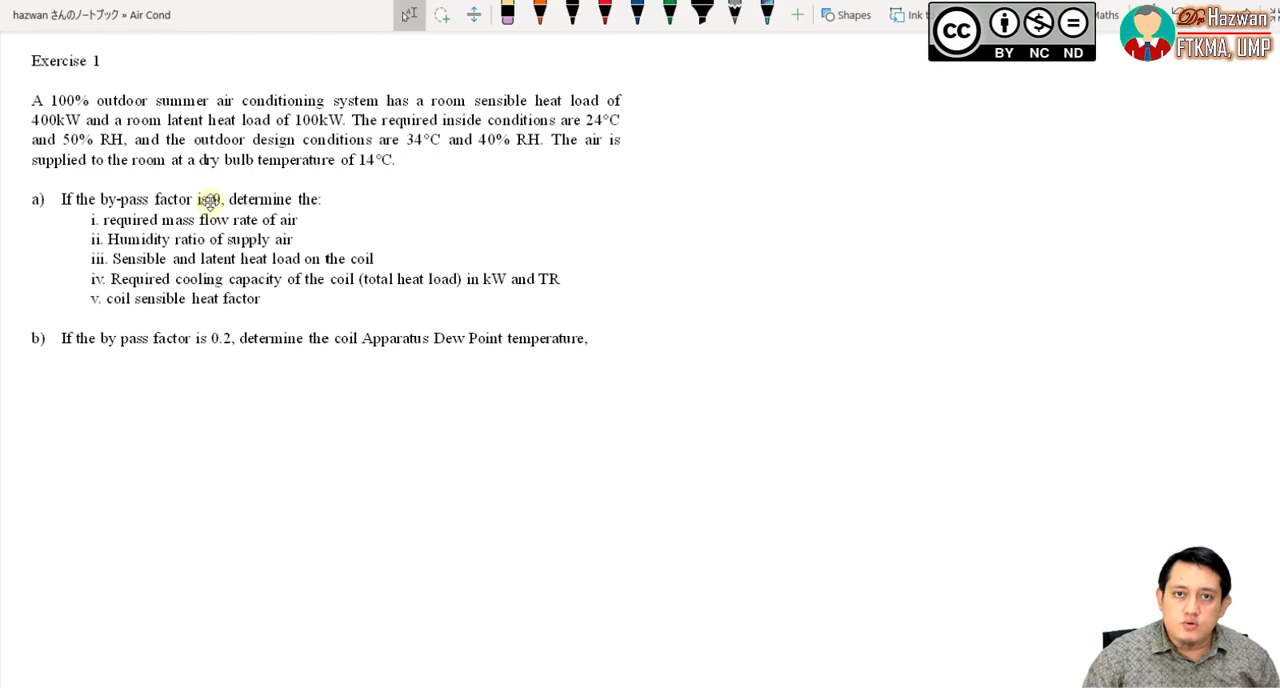 hazwan さんのノートブック » Air Cond
Shapes
Ink t
Maths
BY NC ND
Dr Hazwan
FTKMA, UMP
Exercise 1
A 100% outdoor summer air conditioning system has a room sensible heat load of
400kW and a room latent heat load of 100kW. The required inside conditions are 24°C
and 50% RH, and the outdoor design conditions are 34°C and 40% RH. The air is
supplied to the room at a dry bulb temperature of 14°C.
a) If the by-pass factor is 0, determine the:
i. required mass flow rate of air
ii. Humidity ratio of supply air
iii. Sensible and latent heat load on the coil
iv. Required cooling capacity of the coil (total heat load) in kW and TR
v. coil sensible heat factor
b) If the by pass factor is 0.2, determine the coil Apparatus Dew Point temperature,